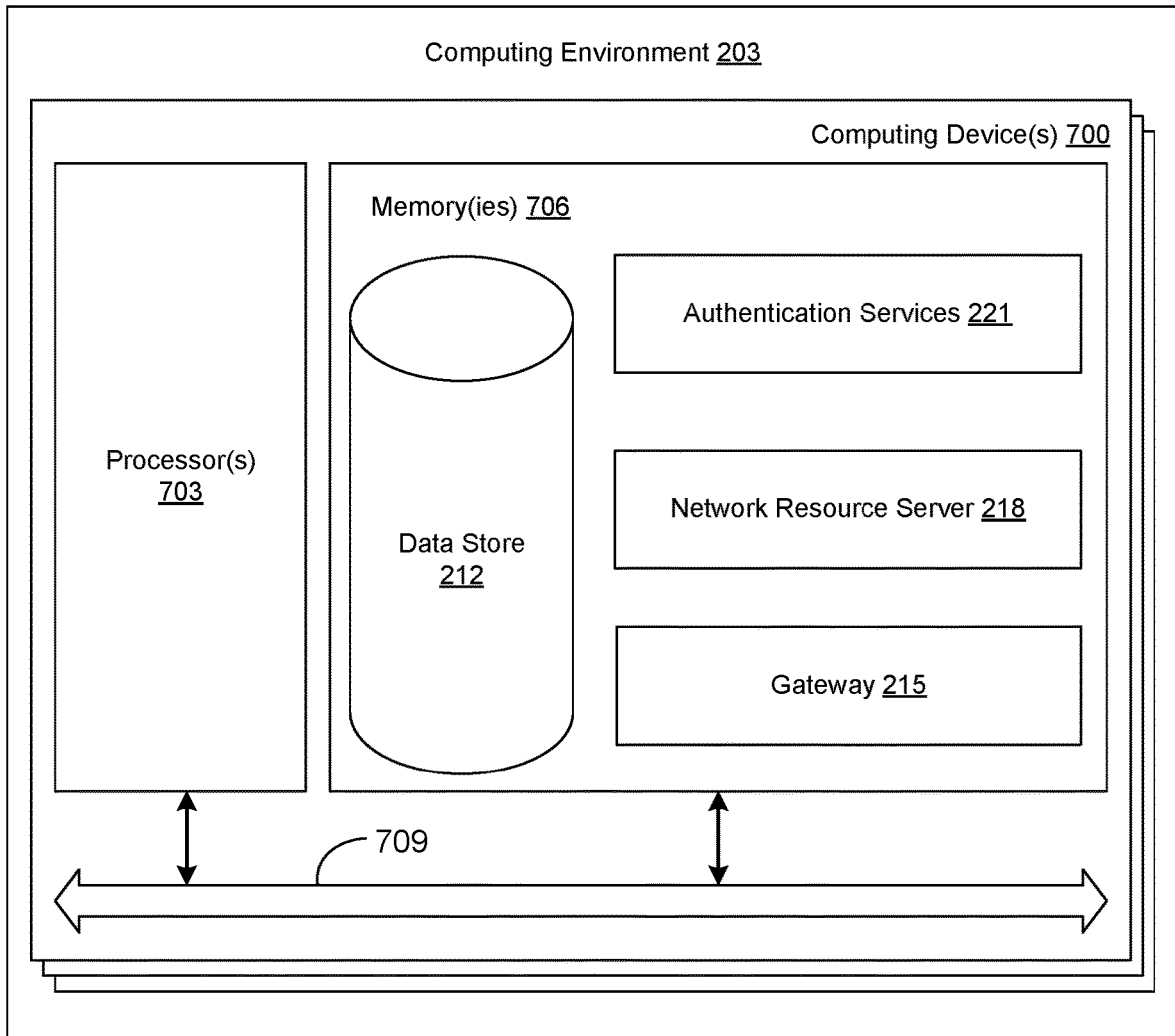 Computing Environment 203
Computing Device(s) 700
Memory(ies) 706
Authentication Services 221
Processor(s)
703
Network Resource Server 218
Data Store
212
Gateway 215
709